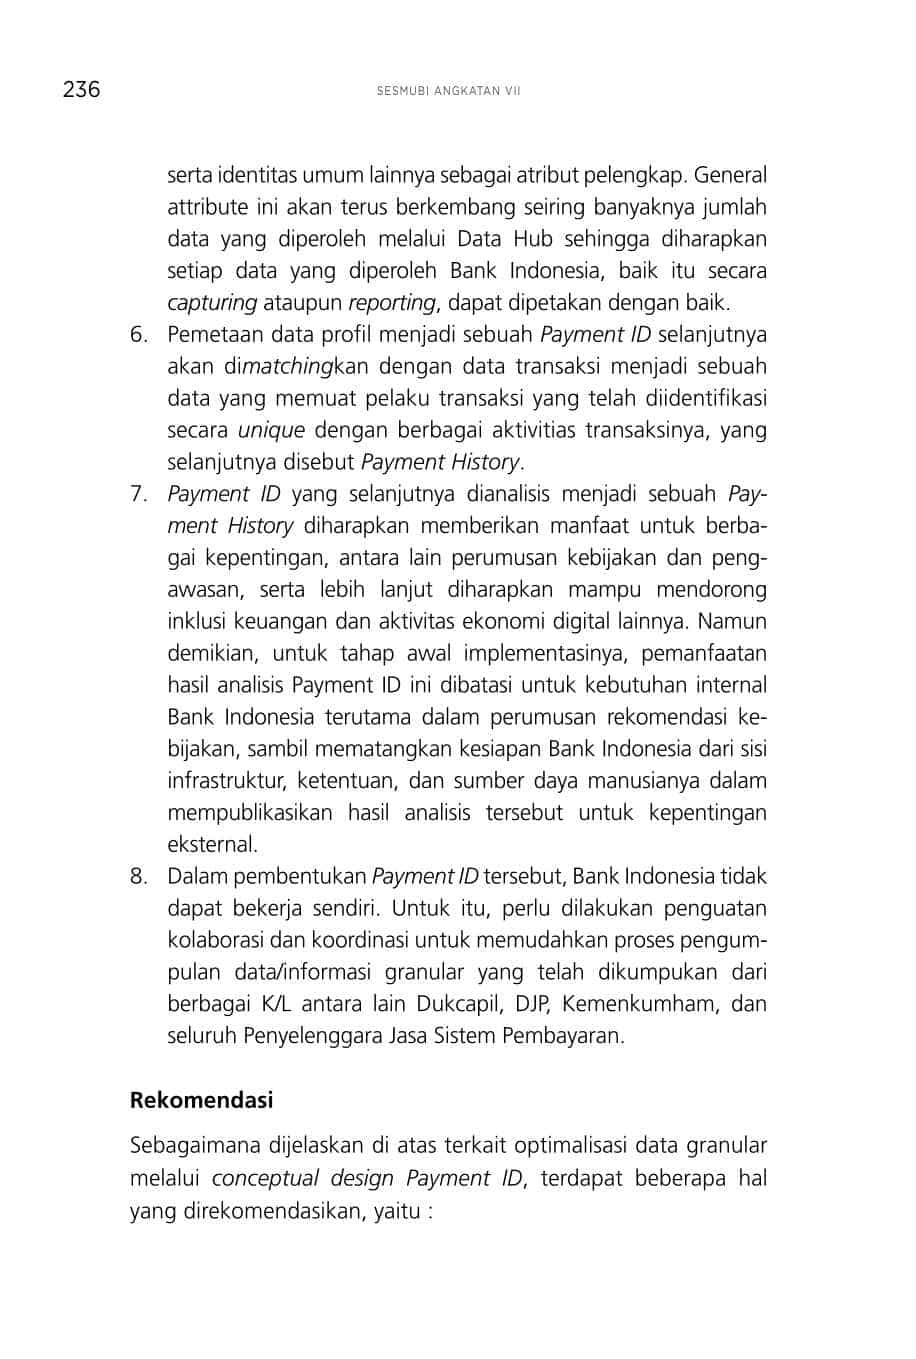 236
SESMUBI ANGKATAN VII
serta identitas umum lainnya sebagai atribut pelengkap. General
attribute ini akan terus berkembang seiring banyaknya jumlah
data yang diperoleh melalui Data Hub sehingga diharapkan
setiap data yang diperoleh Bank Indonesia, baik itu secara
capturing ataupun reporting, dapat dipetakan dengan baik.
6. Pemetaan data profil menjadi sebuah Payment ID selanjutnya
akan dimatchingkan dengan data transaksi menjadi sebuah
data yang memuat pelaku transaksi yang telah diidentifikasi
secara unique dengan berbagai aktivitias transaksinya, yang
selanjutnya disebut Payment History.
7. Payment ID yang selanjutnya dianalisis menjadi sebuah Pay-
ment History diharapkan memberikan manfaat untuk berba-
gai kepentingan, antara lain perumusan kebijakan dan peng-
awasan, serta lebih lanjut diharapkan mampu mendorong
inklusi keuangan dan aktivitas ekonomi digital lainnya. Namun
demikian, untuk tahap awal implementasinya, pemanfaatan
hasil analisis Payment ID ini dibatasi untuk kebutuhan internal
Bank Indonesia terutama dalam perumusan rekomendasi ke-
bijakan, sambil mematangkan kesiapan Bank Indonesia dari sisi
infrastruktur, ketentuan, dan sumber daya manusianya dalam
mempublikasikan hasil analisis tersebut untuk kepentingan
eksternal.
8. Dalam pembentukan Payment ID tersebut, Bank Indonesia tidak
dapat bekerja sendiri. Untuk itu, perlu dilakukan penguatan
kolaborasi dan koordinasi untuk memudahkan proses pengum-
pulan data/informasi granular yang telah dikumpukan dari
berbagai K/L antara lain Dukcapil, DJP, Kemenkumham, dan
seluruh Penyelenggara Jasa Sistem Pembayaran.
Rekomendasi
Sebagaimana dijelaskan di atas terkait optimalisasi data granular
melalui conceptual design Payment ID, terdapat beberapa hal
yang direkomendasikan, yaitu :